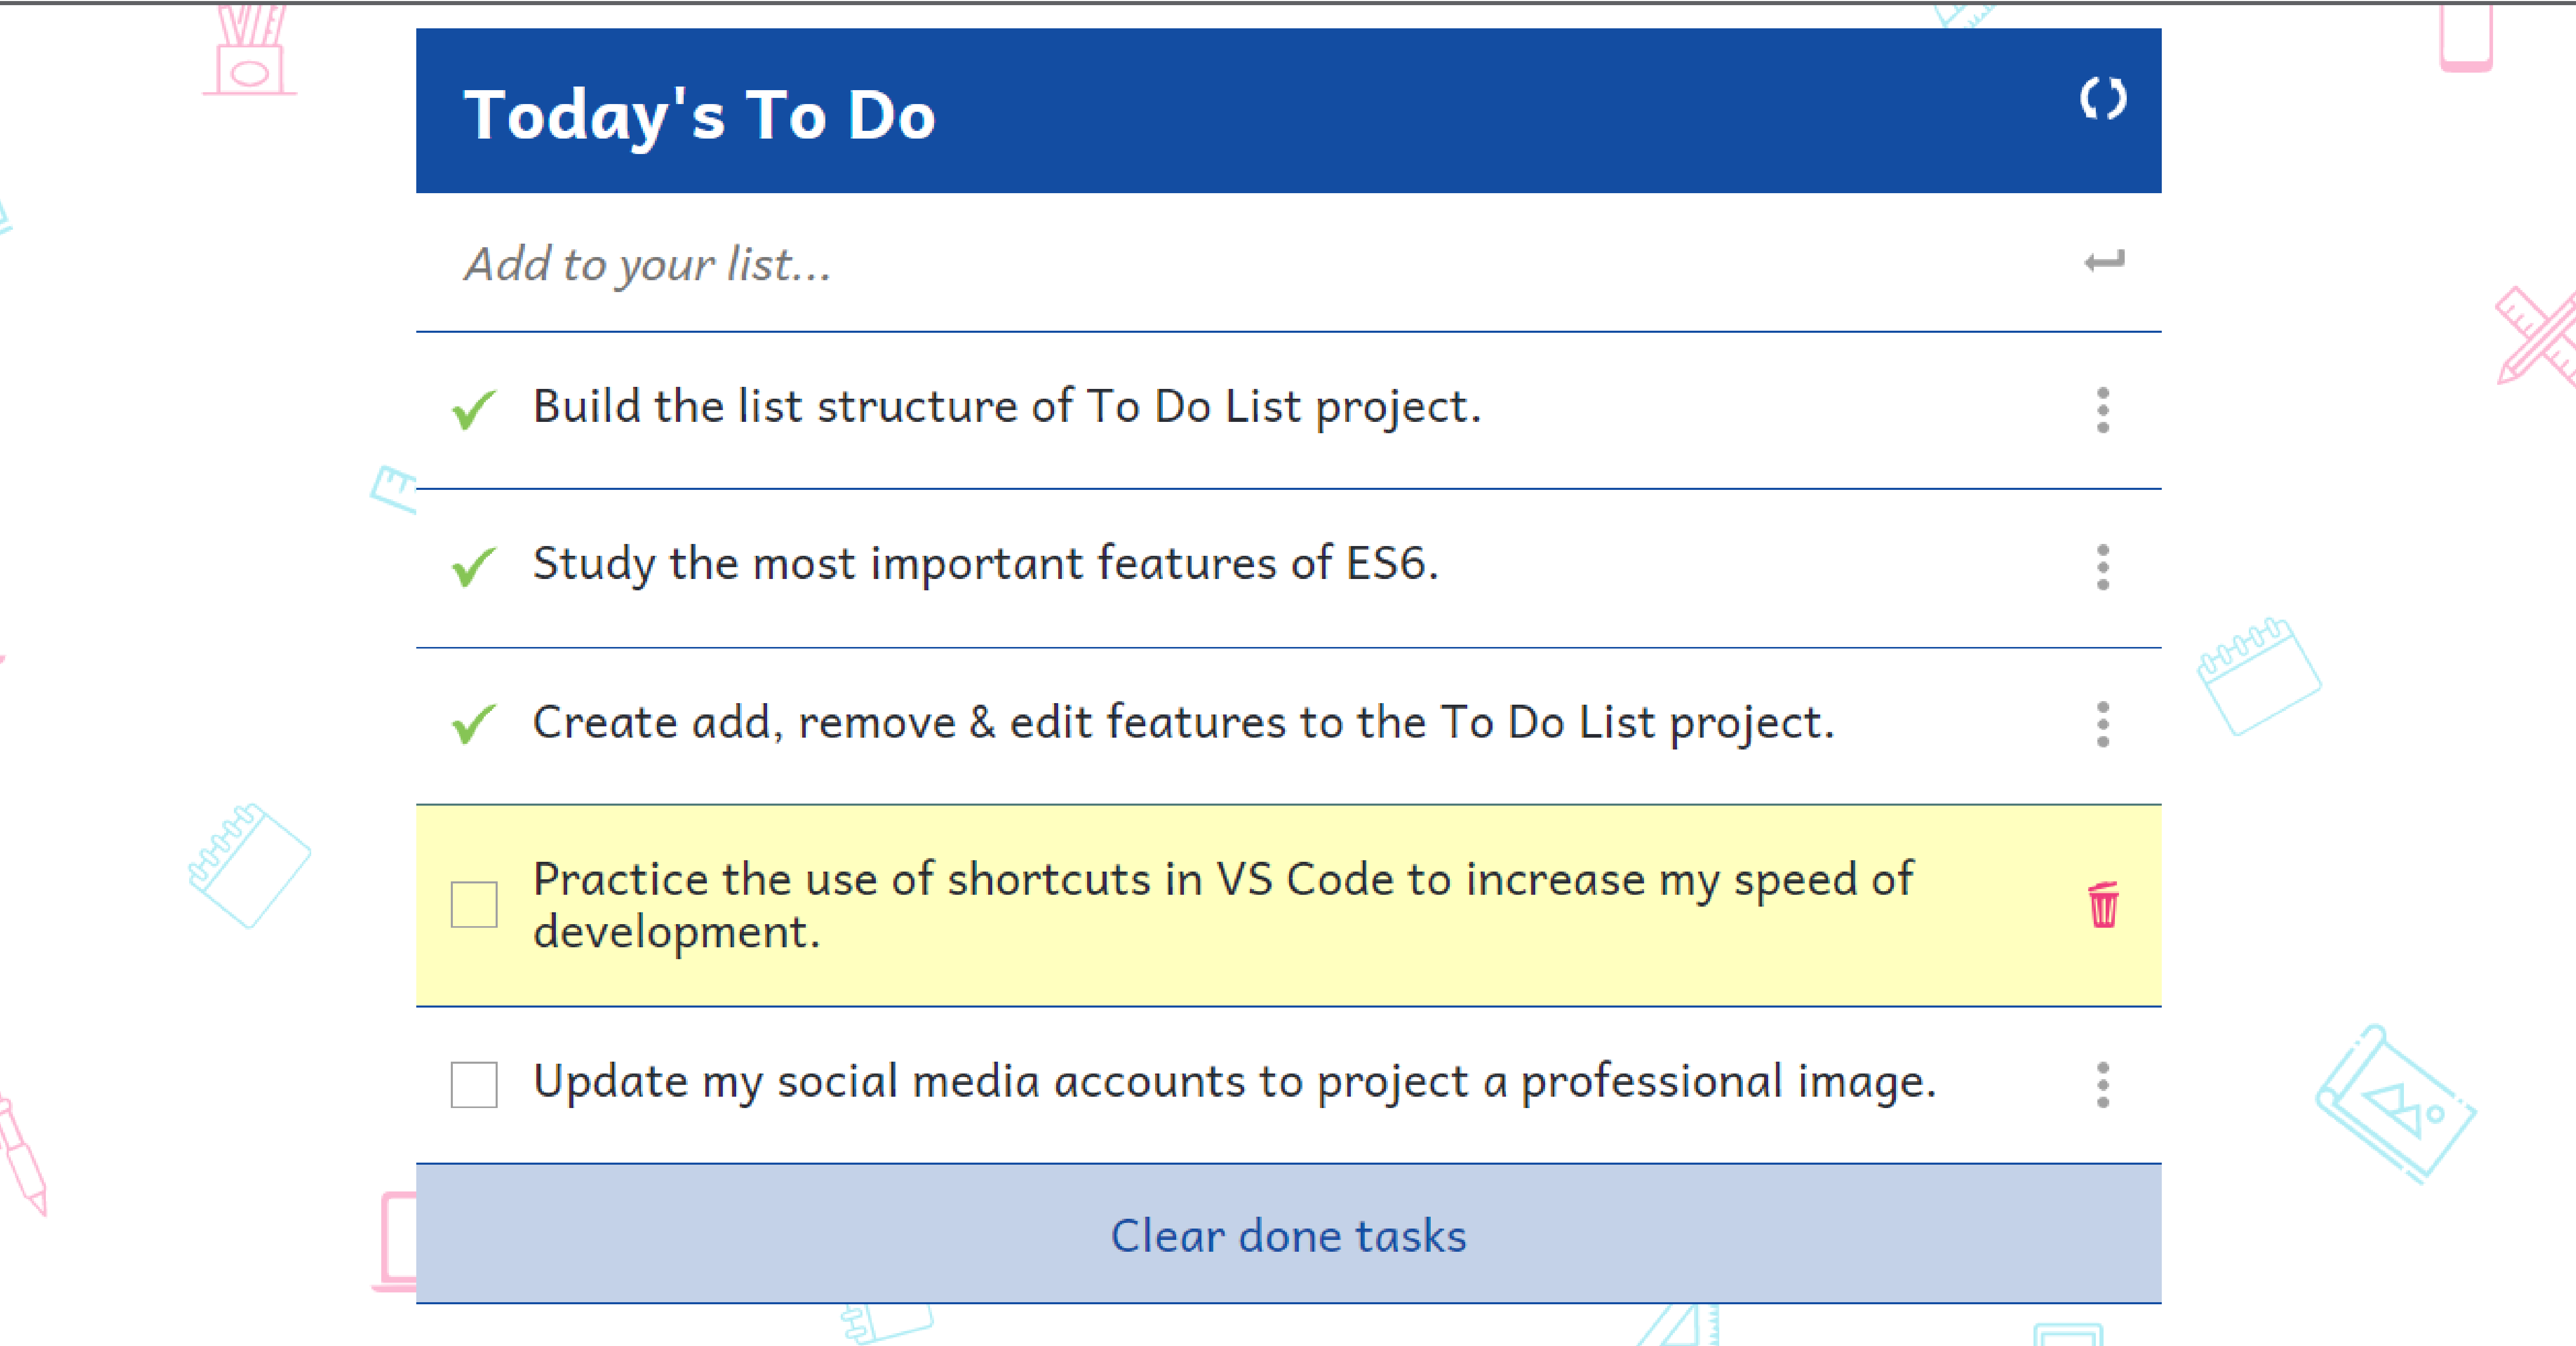 Today's To Do
Add to your list...
Build the list structure of To Do List project.
Study the most important features of ES6.
Create add, remove & edit features to the To Do List project.
Practice the use of shortcuts in VS Code to increase my speed of
development.
Update my social media accounts to project a professional image.
Clear done tasks